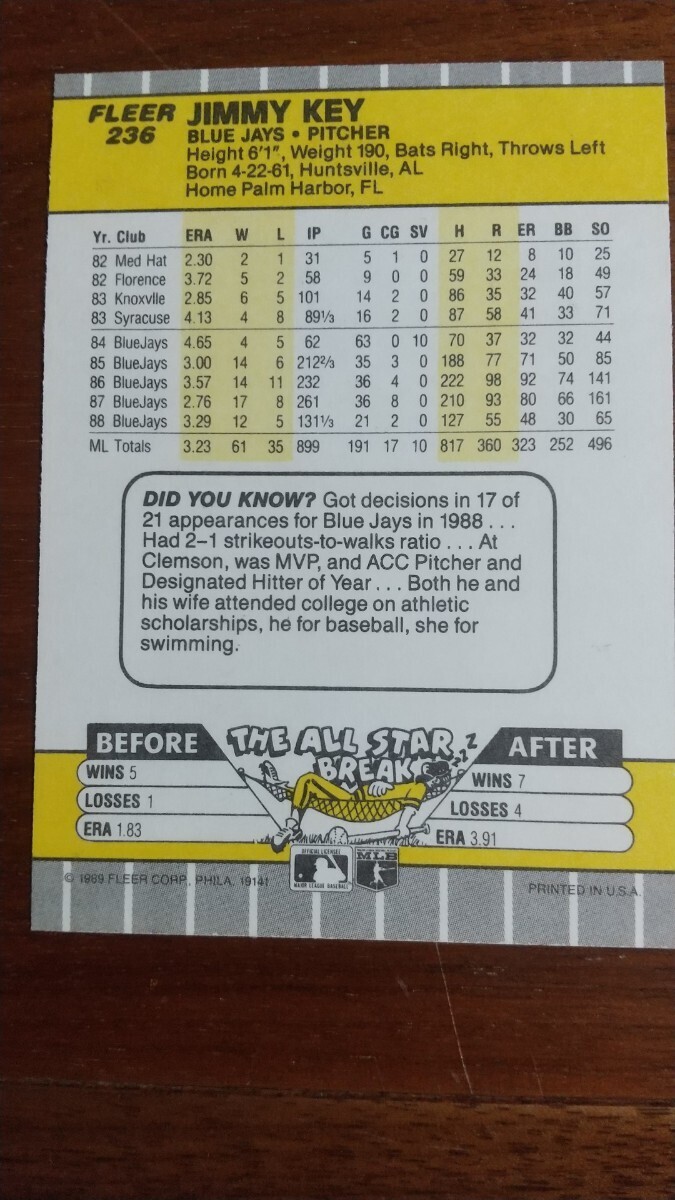 FLEER JIMMY KEY
236 BLUE JAYS • PITCHER
Height 6'1", Weight 190, Bats Right, Throws Left
Born 4-22-61, Huntsville, AL
Home Palm Harbor, FL
Yr. Club ERA W L IP G CG SV H R ER BB SO
82 Med Hat 2.30 2 1 31 5 1 0 27 12 8 10 25
82 Florence 3.72 5 2 58 9 0 0 59 33 24 18 49
83 Knoxvlle 2.85 6 5 101 14 2 0 86 35 32 40 57
83 Syracuse 4.13 4 8 89⅓ 16 2 0 87 58 41 33 71
84 BlueJays 4.65 4 5 62 63 0 10 70 37 32 32 44
85 BlueJays 3.00 14 6 212⅔ 35 3 0 188 77 71 50 85
86 BlueJays 3.57 14 11 232 36 4 0 222 98 92 74 141
87 BlueJays 2.76 17 8 261 36 8 0 210 93 80 66 161
88 BlueJays 3.29 12 5 131⅓ 21 2 0 127 55 48 30 65
ML Totals 3.23 61 35 899 191 17 10 817 360 323 252 496
DID YOU KNOW? Got decisions in 17 of
21 appearances for Blue Jays in 1988 . . .
Had 2–1 strikeouts-to-walks ratio . . . At
Clemson, was MVP, and ACC Pitcher and
Designated Hitter of Year . . . Both he and
his wife attended college on athletic
scholarships, he for baseball, she for
swimming.
BEFORE THE ALL STAR BREAK zzZZ AFTER
WINS 5 WINS 7
LOSSES 1 LOSSES 4
ERA 1.83 ERA 3.91
OFFICIAL LICENSEE
MAJOR LEAGUE BASEBALL
MLB
© 1989 FLEER CORP., PHILA. 19141 PRINTED IN U.S.A.